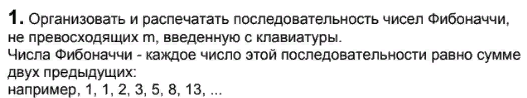 1. Организовать и распечатать последовательность чисел Фибоначчи,
не превосходящих m, введенную с клавиатуры.
Числа Фибоначчи - каждое число этой последовательности равно сумме
двух предыдущих:
например, 1, 1, 2, 3, 5, 8, 13, ...